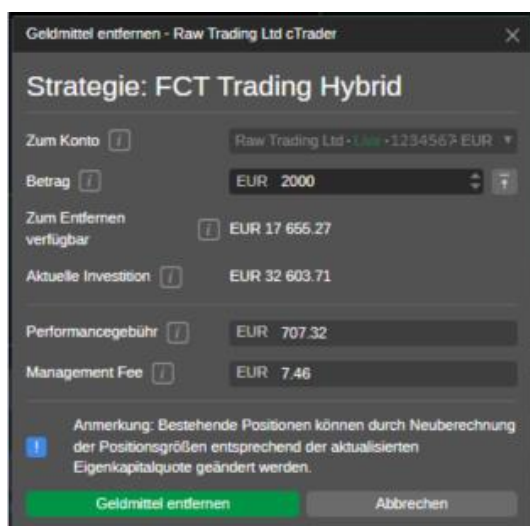 Geldmittel entfernen - Raw Trading Ltd cTrader
Strategie: FCT Trading Hybrid
Zum Konto
Raw Trading Ltd • Live • 1234567 EUR
Betrag
EUR 2000
Zum Entfernen
verfügbar
EUR 17 655.27
Aktuelle Investition
EUR 32 603.71
Performancegebühr
EUR 707.32
Management Fee
EUR 7.46
Anmerkung: Bestehende Positionen können durch Neuberechnung
der Positionsgrößen entsprechend der aktualisierten
Eigenkapitalquote geändert werden.
Geldmittel entfernen
Abbrechen